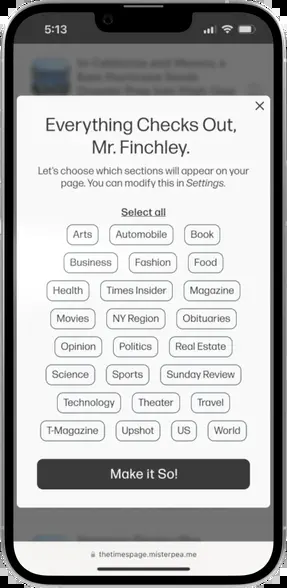 5:13
Everything Checks Out,
Mr. Finchley.
Let's choose which sections will appear on your
page. You can modify this in Settings.
Select all
Arts Automobile Book
Business Fashion Food
Health Times Insider Magazine
Movies NY Region Obituaries
Opinion Politics Real Estate
Science Sports Sunday Review
Technology Theater Travel
T-Magazine Upshot US World
Make it So!
thetimespage.misterpea.me